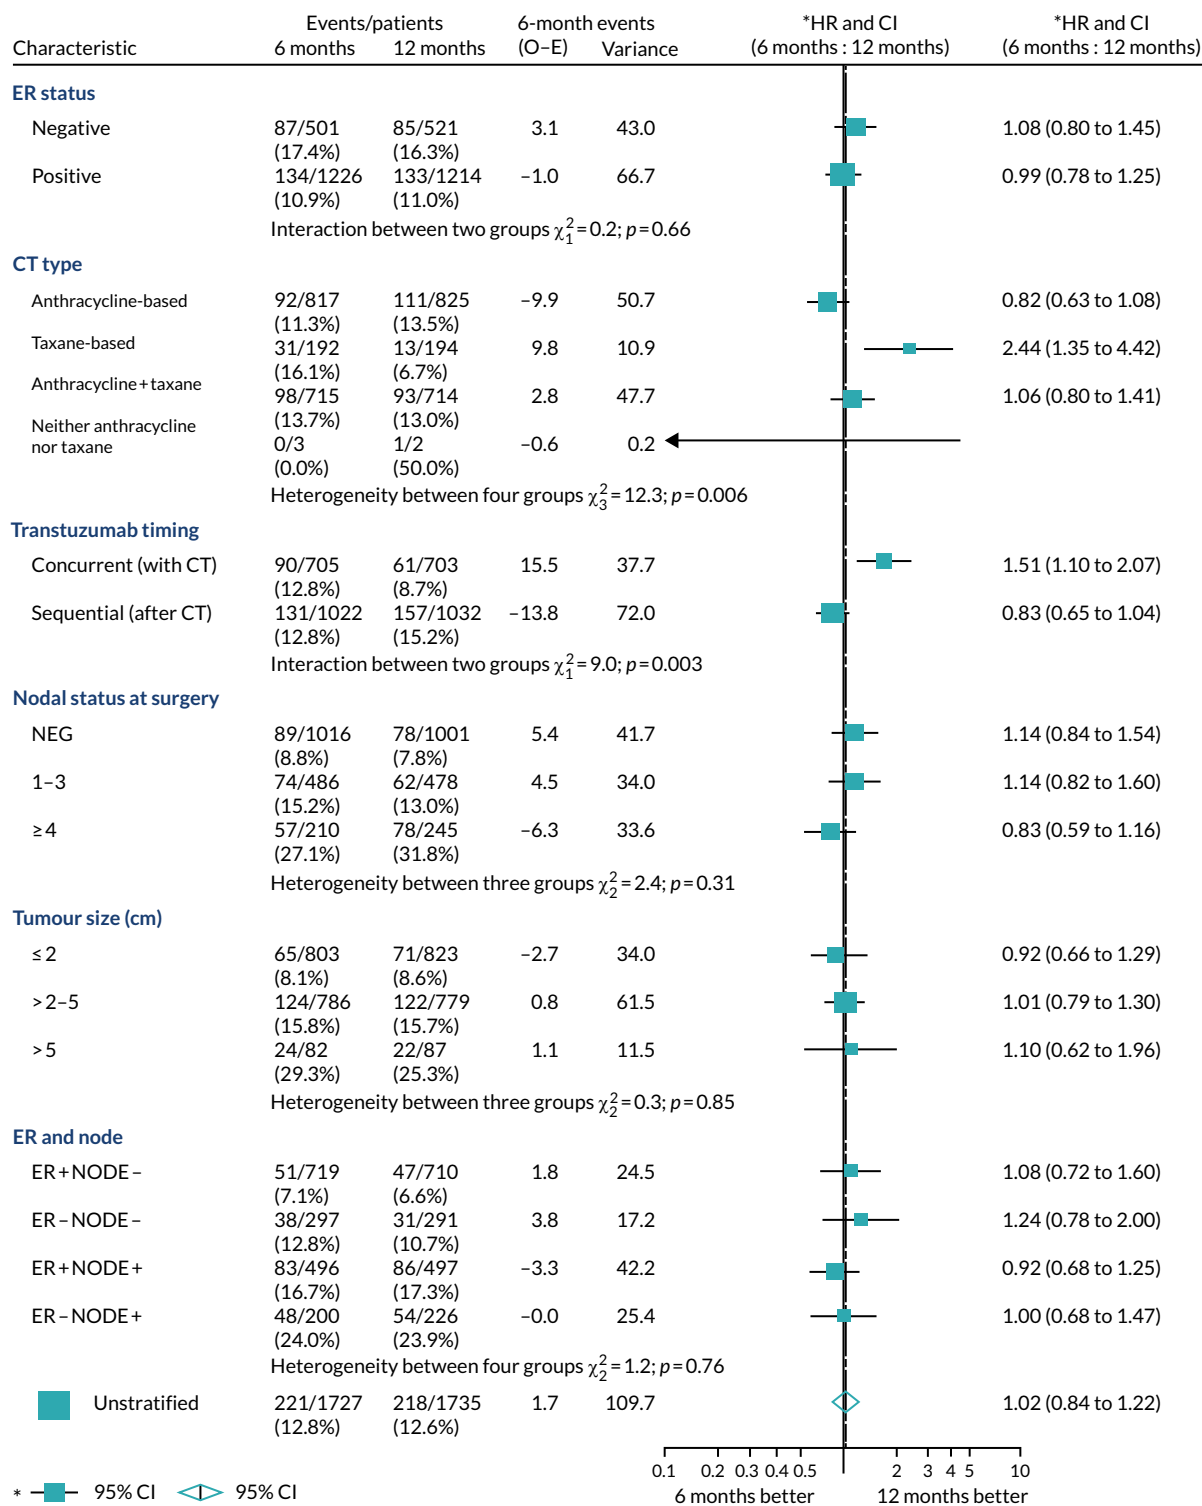 Events/patients 6-month events *HR and CI *HR and CI
Characteristic 6 months 12 months (O–E) Variance (6 months : 12 months) (6 months : 12 months)
ER status
Negative 87/501 85/521 3.1 43.0 1.08 (0.80 to 1.45)
(17.4%) (16.3%)
Positive 134/1226 133/1214 –1.0 66.7 0.99 (0.78 to 1.25)
(10.9%) (11.0%)
Interaction between two groups χ²₁=0.2; p=0.66
CT type
Anthracycline-based 92/817 111/825 –9.9 50.7 0.82 (0.63 to 1.08)
(11.3%) (13.5%)
Taxane-based 31/192 13/194 9.8 10.9 2.44 (1.35 to 4.42)
(16.1%) (6.7%)
Anthracycline+taxane 98/715 93/714 2.8 47.7 1.06 (0.80 to 1.41)
(13.7%) (13.0%)
Neither anthracycline
nor taxane 0/3 1/2 –0.6 0.2
(0.0%) (50.0%)
Heterogeneity between four groups χ²₃=12.3; p=0.006
Transtuzumab timing
Concurrent (with CT) 90/705 61/703 15.5 37.7 1.51 (1.10 to 2.07)
(12.8%) (8.7%)
Sequential (after CT) 131/1022 157/1032 –13.8 72.0 0.83 (0.65 to 1.04)
(12.8%) (15.2%)
Interaction between two groups χ²₁=9.0; p=0.003
Nodal status at surgery
NEG 89/1016 78/1001 5.4 41.7 1.14 (0.84 to 1.54)
(8.8%) (7.8%)
1–3 74/486 62/478 4.5 34.0 1.14 (0.82 to 1.60)
(15.2%) (13.0%)
≥4 57/210 78/245 –6.3 33.6 0.83 (0.59 to 1.16)
(27.1%) (31.8%)
Heterogeneity between three groups χ²₂=2.4; p=0.31
Tumour size (cm)
≤2 65/803 71/823 –2.7 34.0 0.92 (0.66 to 1.29)
(8.1%) (8.6%)
>2–5 124/786 122/779 0.8 61.5 1.01 (0.79 to 1.30)
(15.8%) (15.7%)
>5 24/82 22/87 1.1 11.5 1.10 (0.62 to 1.96)
(29.3%) (25.3%)
Heterogeneity between three groups χ²₂=0.3; p=0.85
ER and node
ER+NODE– 51/719 47/710 1.8 24.5 1.08 (0.72 to 1.60)
(7.1%) (6.6%)
ER–NODE– 38/297 31/291 3.8 17.2 1.24 (0.78 to 2.00)
(12.8%) (10.7%)
ER+NODE+ 83/496 86/497 –3.3 42.2 0.92 (0.68 to 1.25)
(16.7%) (17.3%)
ER–NODE+ 48/200 54/226 –0.0 25.4 1.00 (0.68 to 1.47)
(24.0%) (23.9%)
Heterogeneity between four groups χ²₂=1.2; p=0.76
Unstratified 221/1727 218/1735 1.7 109.7 1.02 (0.84 to 1.22)
(12.8%) (12.6%)
0.1 0.2 0.3 0.4 0.5 2 3 4 5 10
* 95% CI 95% CI 6 months better 12 months better